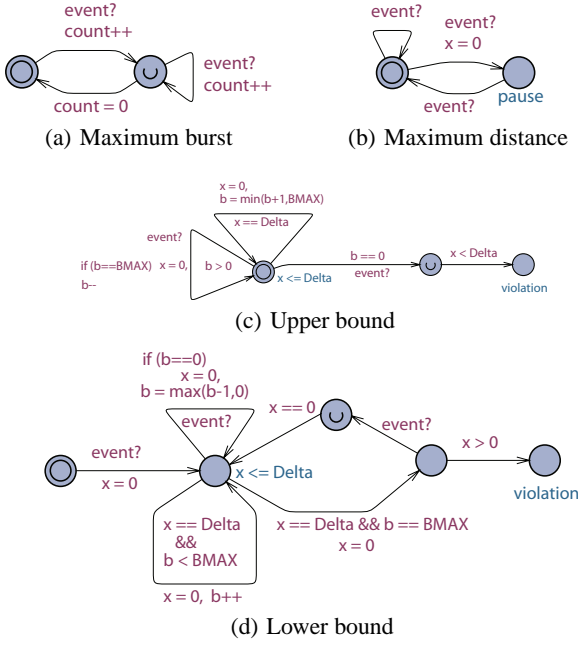 event?
count++
event?
count++
count = 0
(a) Maximum burst
event?
event?
x = 0
event?
pause
(b) Maximum distance
x = 0,
b = min(b+1,BMAX)
x == Delta
event?
if (b==BMAX) x = 0,
b--
b > 0
x <= Delta
b == 0
event?
x < Delta
violation
(c) Upper bound
if (b==0)
x = 0,
b = max(b-1,0)
event?
event?
x = 0
x <= Delta
x == 0
event?
x > 0
violation
x == Delta
&&
b < BMAX
x = 0, b++
x == Delta && b == BMAX
x = 0
(d) Lower bound